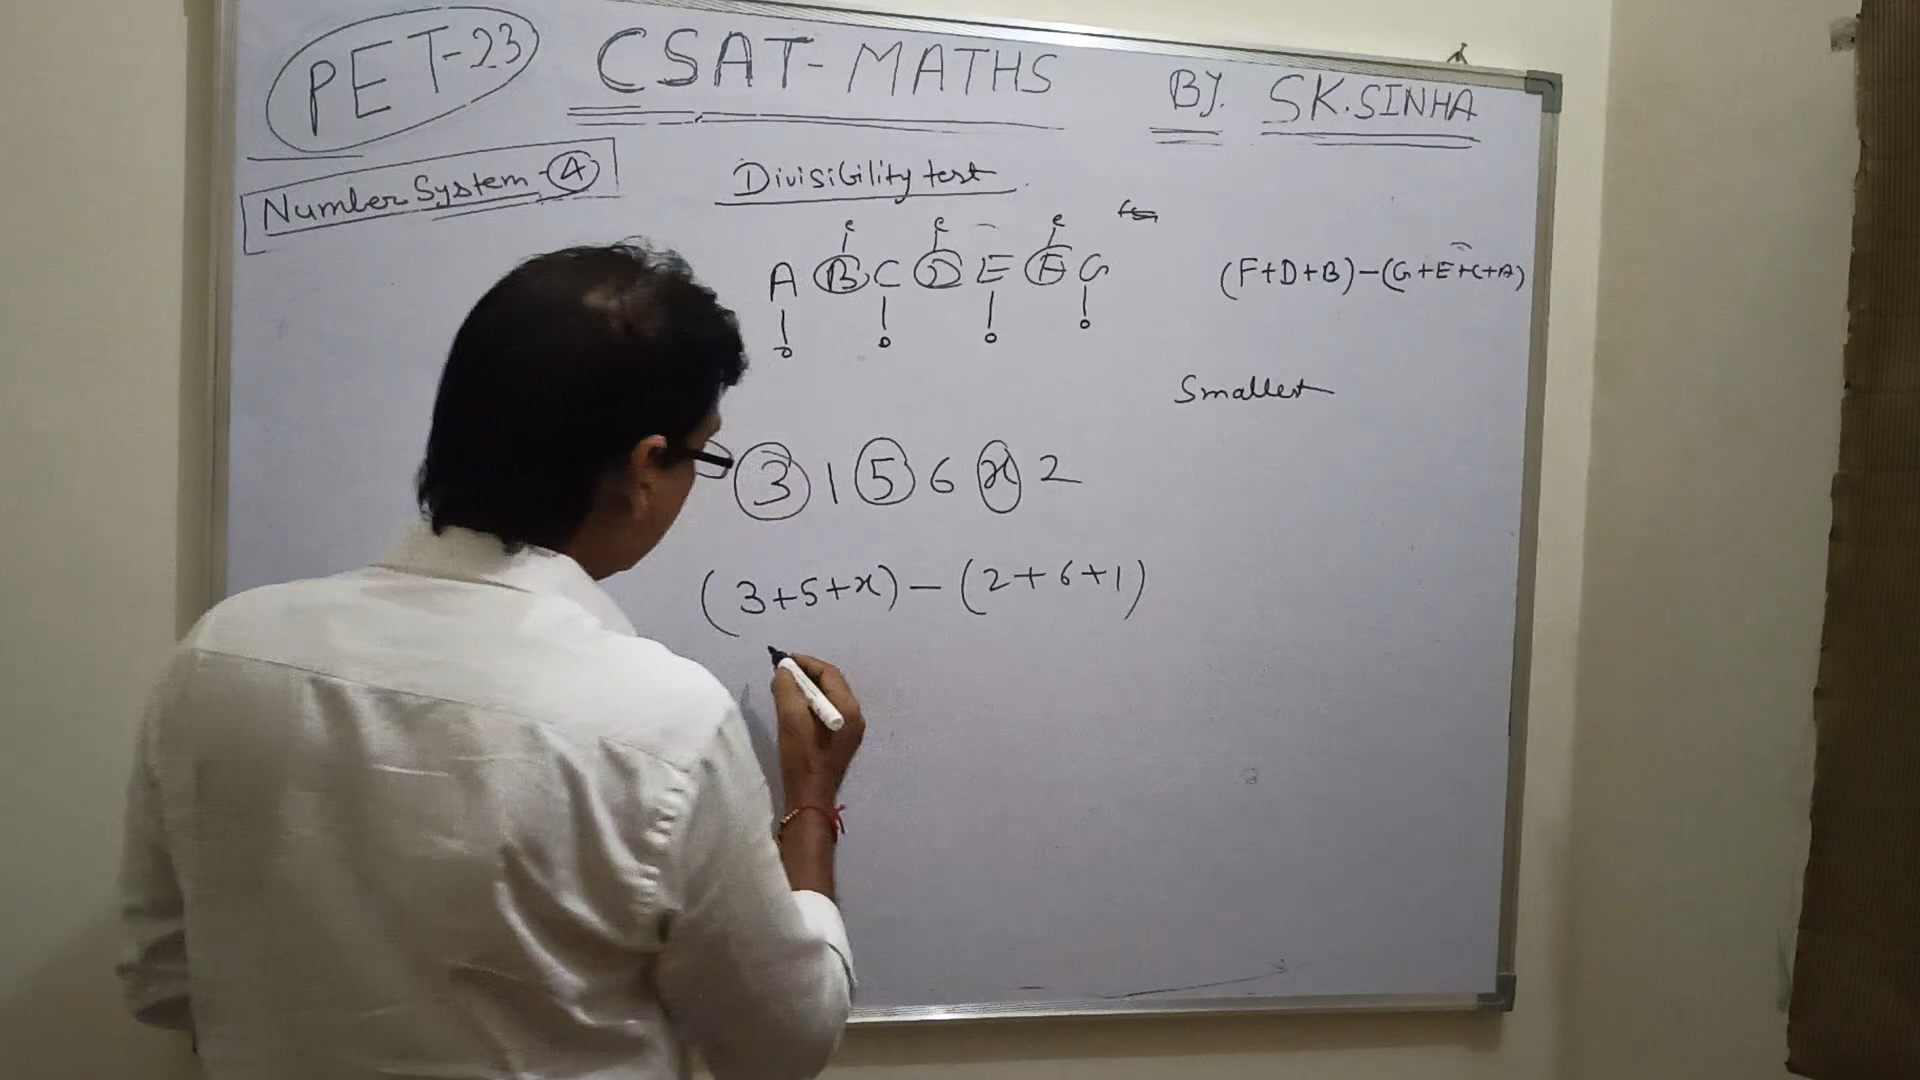 PET-23 CSAT-MATHS BY. SK.SINHA
Number System-4 Divisibility test
e e e
A B C D E F G (F+D+B)-(G+E+C+A)
o o o o
Smallest
3 1 5 6 x 2
(3+5+x)-(2+6+1)